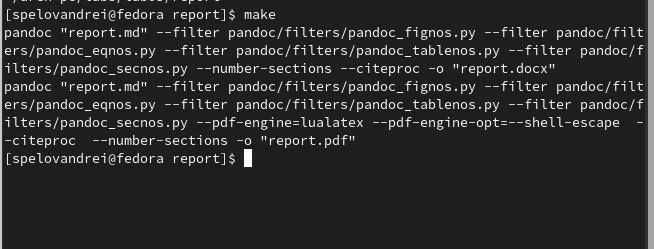 [spelovandrei@fedora report]$ make
pandoc "report.md" --filter pandoc/filters/pandoc_fignos.py --filter pandoc/filt
ers/pandoc_eqnos.py --filter pandoc/filters/pandoc_tablenos.py --filter pandoc/f
ilters/pandoc_secnos.py --number-sections --citeproc -o "report.docx"
pandoc "report.md" --filter pandoc/filters/pandoc_fignos.py --filter pandoc/filt
ers/pandoc_eqnos.py --filter pandoc/filters/pandoc_tablenos.py --filter pandoc/f
ilters/pandoc_secnos.py --pdf-engine=lualatex --pdf-engine-opt=--shell-escape  -
-citeproc  --number-sections -o "report.pdf"
[spelovandrei@fedora report]$